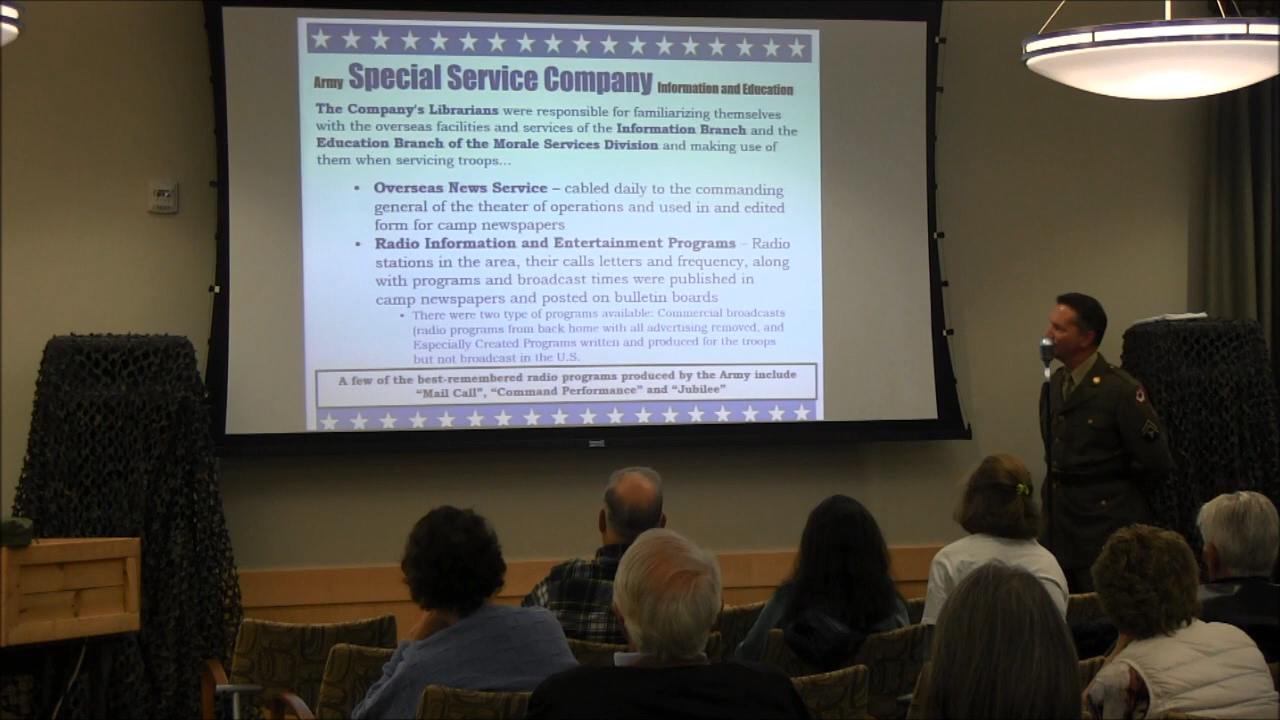 Army Special Service Company Information and Education
The Company's Librarians were responsible for familiarizing themselves
with the overseas facilities and services of the Information Branch and the
Education Branch of the Morale Services Division and making use of
them when servicing troops...
• Overseas News Service – cabled daily to the commanding
general of the theater of operations and used in and edited
form for camp newspapers
• Radio Information and Entertainment Programs – Radio
stations in the area, their calls letters and frequency, along
with programs and broadcast times were published in
camp newspapers and posted on bulletin boards
• There were two type of programs available: Commercial broadcasts
(radio programs from back home with all advertising removed, and
Especially Created Programs written and produced for the troops
but not broadcast in the U.S.
A few of the best-remembered radio programs produced by the Army include
“Mail Call”, “Command Performance” and “Jubilee”